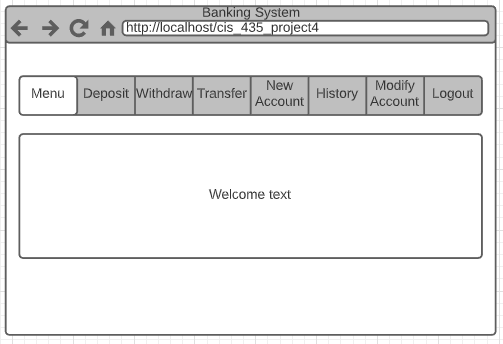 Banking System
http://localhost/cis_435_project4
Menu
Deposit
Withdraw
Transfer
New
Account
History
Modify
Account
Logout
Welcome text